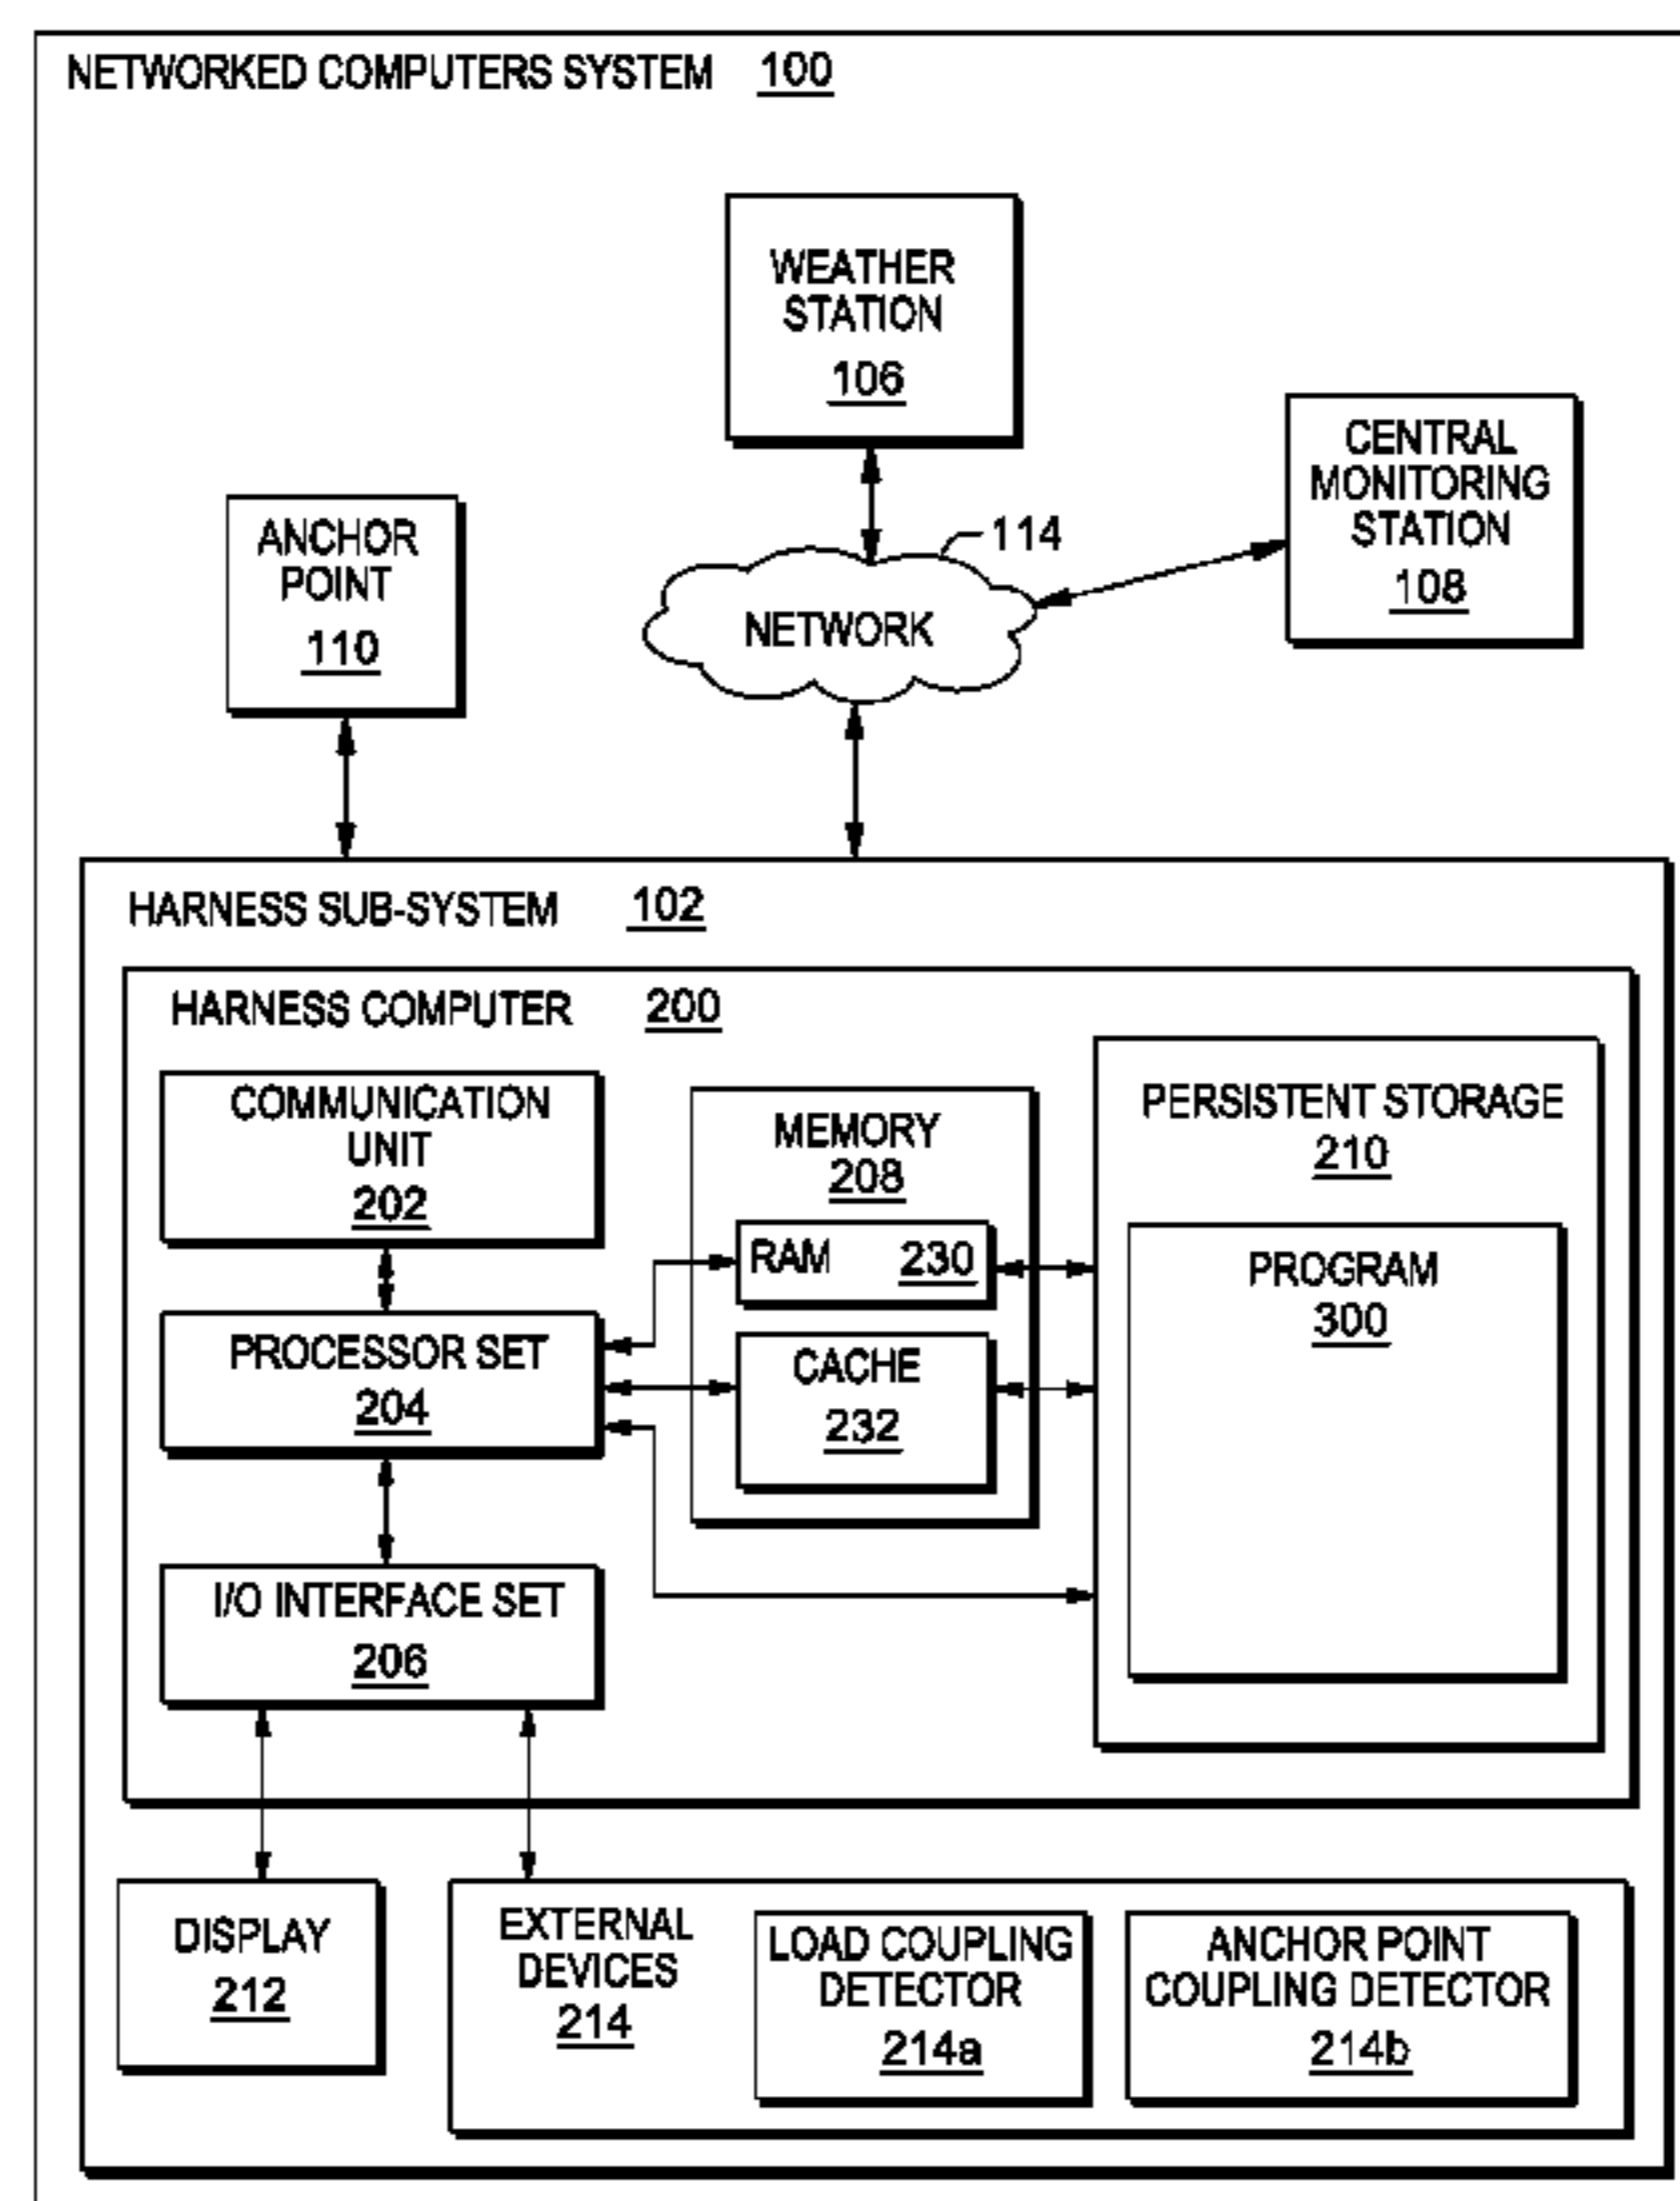 NETWORKED COMPUTERS SYSTEM 100
WEATHER
STATION
106
CENTRAL
MONITORING
STATION
108
ANCHOR
POINT
110
114
NETWORK
HARNESS SUB-SYSTEM 102
HARNESS COMPUTER 200
COMMUNICATION
UNIT
202
MEMORY
208
PERSISTENT STORAGE
210
RAM 230
PROGRAM
300
PROCESSOR SET
204
CACHE
232
I/O INTERFACE SET
206
DISPLAY
212
EXTERNAL
DEVICES
214
LOAD COUPLING
DETECTOR
214a
ANCHOR POINT
COUPLING DETECTOR
214b